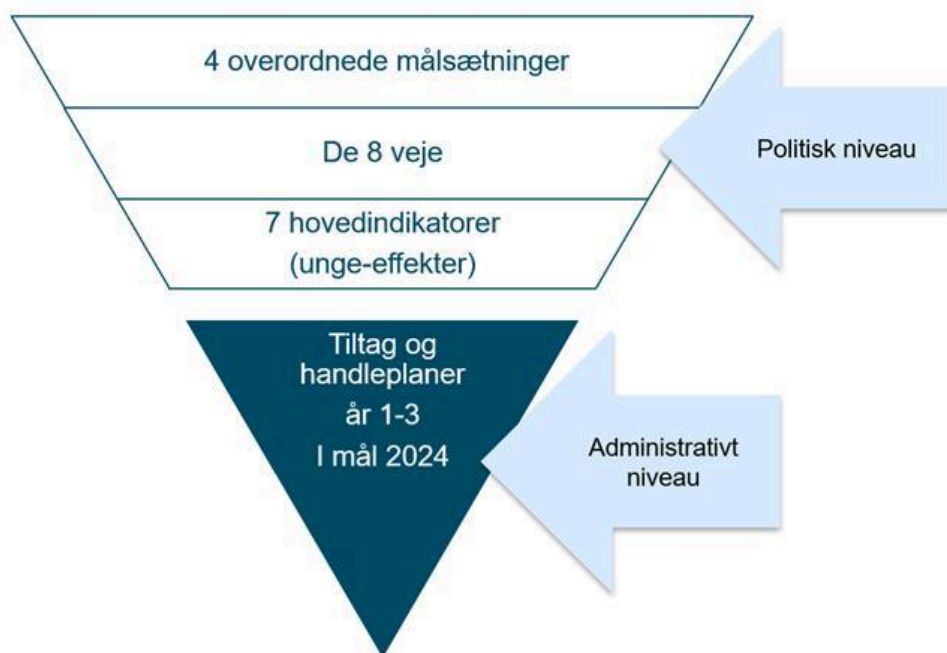 4 overordnede målsætninger
De 8 veje
Politisk niveau
7 hovedindikatorer
(unge-effekter)
Tiltag og
handleplaner
år 1-3
I mål 2024
Administrativt
niveau